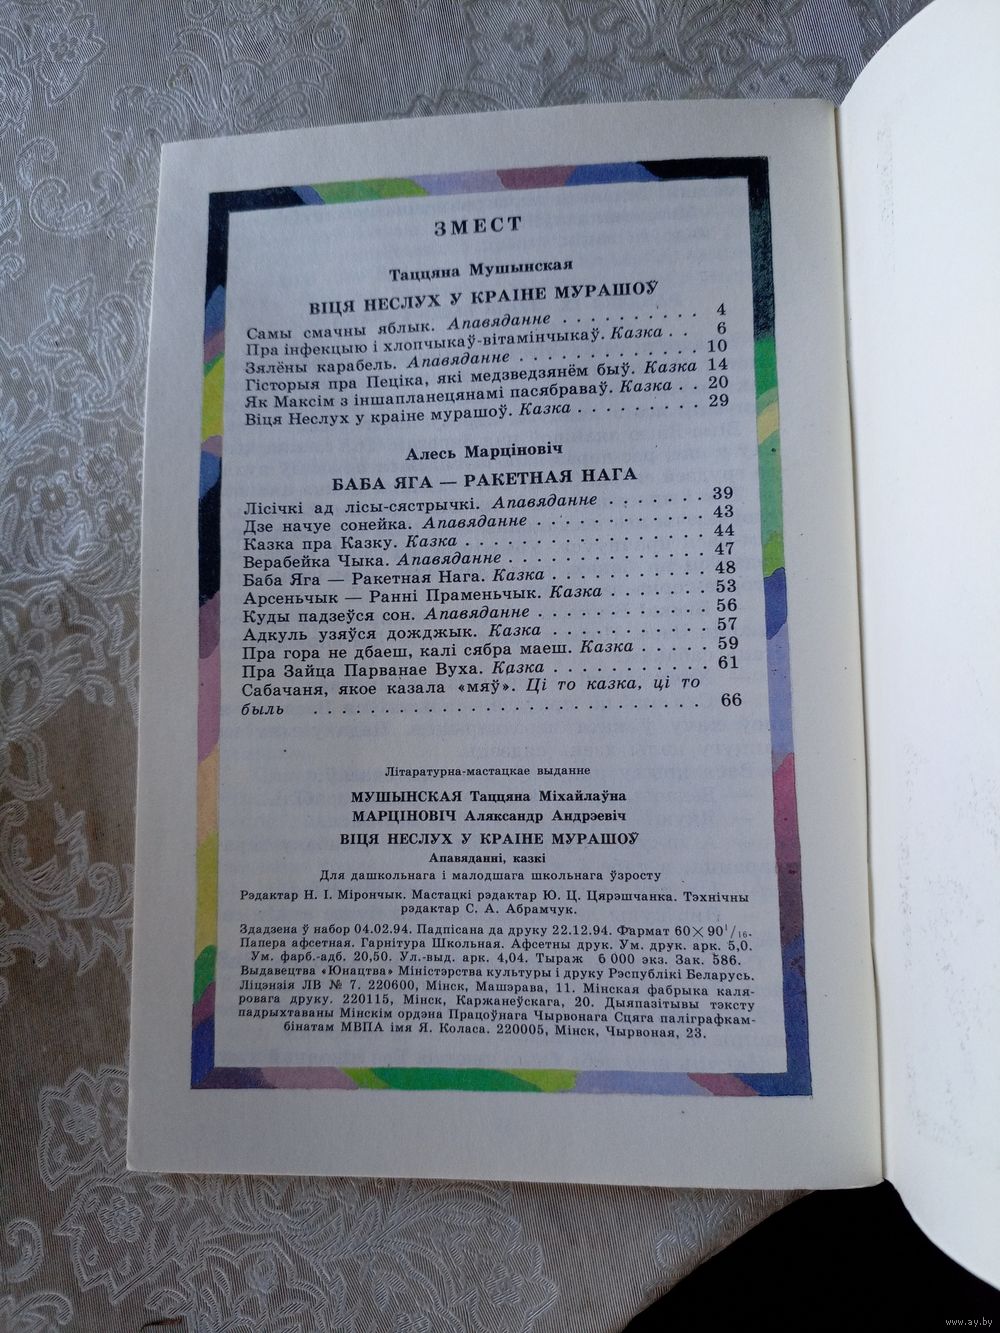 ЗМЕСТ
Таццяна Мушынская
ВІЦЯ НЕСЛУХ У КРАІНЕ МУРАШОЎ
Самы смачны яблык. Апавяданне . . . . . . . . . . 4
Пра інфекцыю і хлопчыкаў-вітамінчыкаў. Казка . . 6
Зялёны карабель. Апавяданне . . . . . . . . . . . . . 10
Гісторыя пра Пеціка, які медзведзянём быў. Казка 14
Як Максім з іншапланецянамі пасябраваў. Казка . . 20
Віця Неслух у краіне мурашоў. Казка . . . . . . . . . 29
Алесь Марціновіч
БАБА ЯГА — РАКЕТНАЯ НАГА
Лісічкі ад лісы-сястрычкі. Апавяданне . . . . . . . 39
Дзе начуе сонейка. Апавяданне . . . . . . . . . . . . 43
Казка пра Казку. Казка . . . . . . . . . . . . . . . . 44
Верабейка Чыка. Апавяданне . . . . . . . . . . . . . 47
Баба Яга — Ракетная Нага. Казка . . . . . . . . . . . 48
Арсеньчык — Ранні Праменьчык. Казка . . . . . . . 53
Куды падзеўся сон. Апавяданне . . . . . . . . . . . . 56
Адкуль узяўся дожджык. Казка . . . . . . . . . . . 57
Пра гора не дбаеш, калі сябра маеш. Казка . . . . . 59
Пра Зайца Парванае Вуха. Казка . . . . . . . . . . . 61
Сабачаня, якое казала «мяў». Ці то казка, ці то
быль . . . . . . . . . . . . . . . . . . . . . . . . . . . 66
Літаратурна-мастацкае выданне
МУШЫНСКАЯ Таццяна Міхайлаўна
МАРЦІНОВІЧ Аляксандр Андрэевіч
ВІЦЯ НЕСЛУХ У КРАІНЕ МУРАШОЎ
Апавяданні, казкі
Для дашкольнага і малодшага школьнага ўзросту
Рэдактар Н. І. Мірончык. Мастацкі рэдактар Ю. Ц. Цярэшчанка. Тэхнічны
рэдактар С. А. Абрамчук.
Здадзена ў набор 04.02.94. Падпісана да друку 22.12.94. Фармат 60×90¹/₁₆.
Папера афсетная. Гарнітура Школьная. Афсетны друк. Ум. друк. арк. 5,0.
Ум. фарб.-адб. 20,50. Ул.-выд. арк. 4,04. Тыраж 6 000 экз. Зак. 586.
Выдавецтва «Юнацтва» Міністэрства культуры і друку Рэспублікі Беларусь.
Ліцэнзія ЛВ № 7. 220600, Мінск, Машэрава, 11. Мінская фабрыка каля-
ровага друку. 220115, Мінск, Каржанеўскага, 20. Дыяпазітывы тэксту
падрыхтаваны Мінскім ордэна Працоўнага Чырвонага Сцяга паліграфкам-
бінатам МВПА імя Я. Коласа. 220005, Мінск, Чырвоная, 23.
www.ay.by